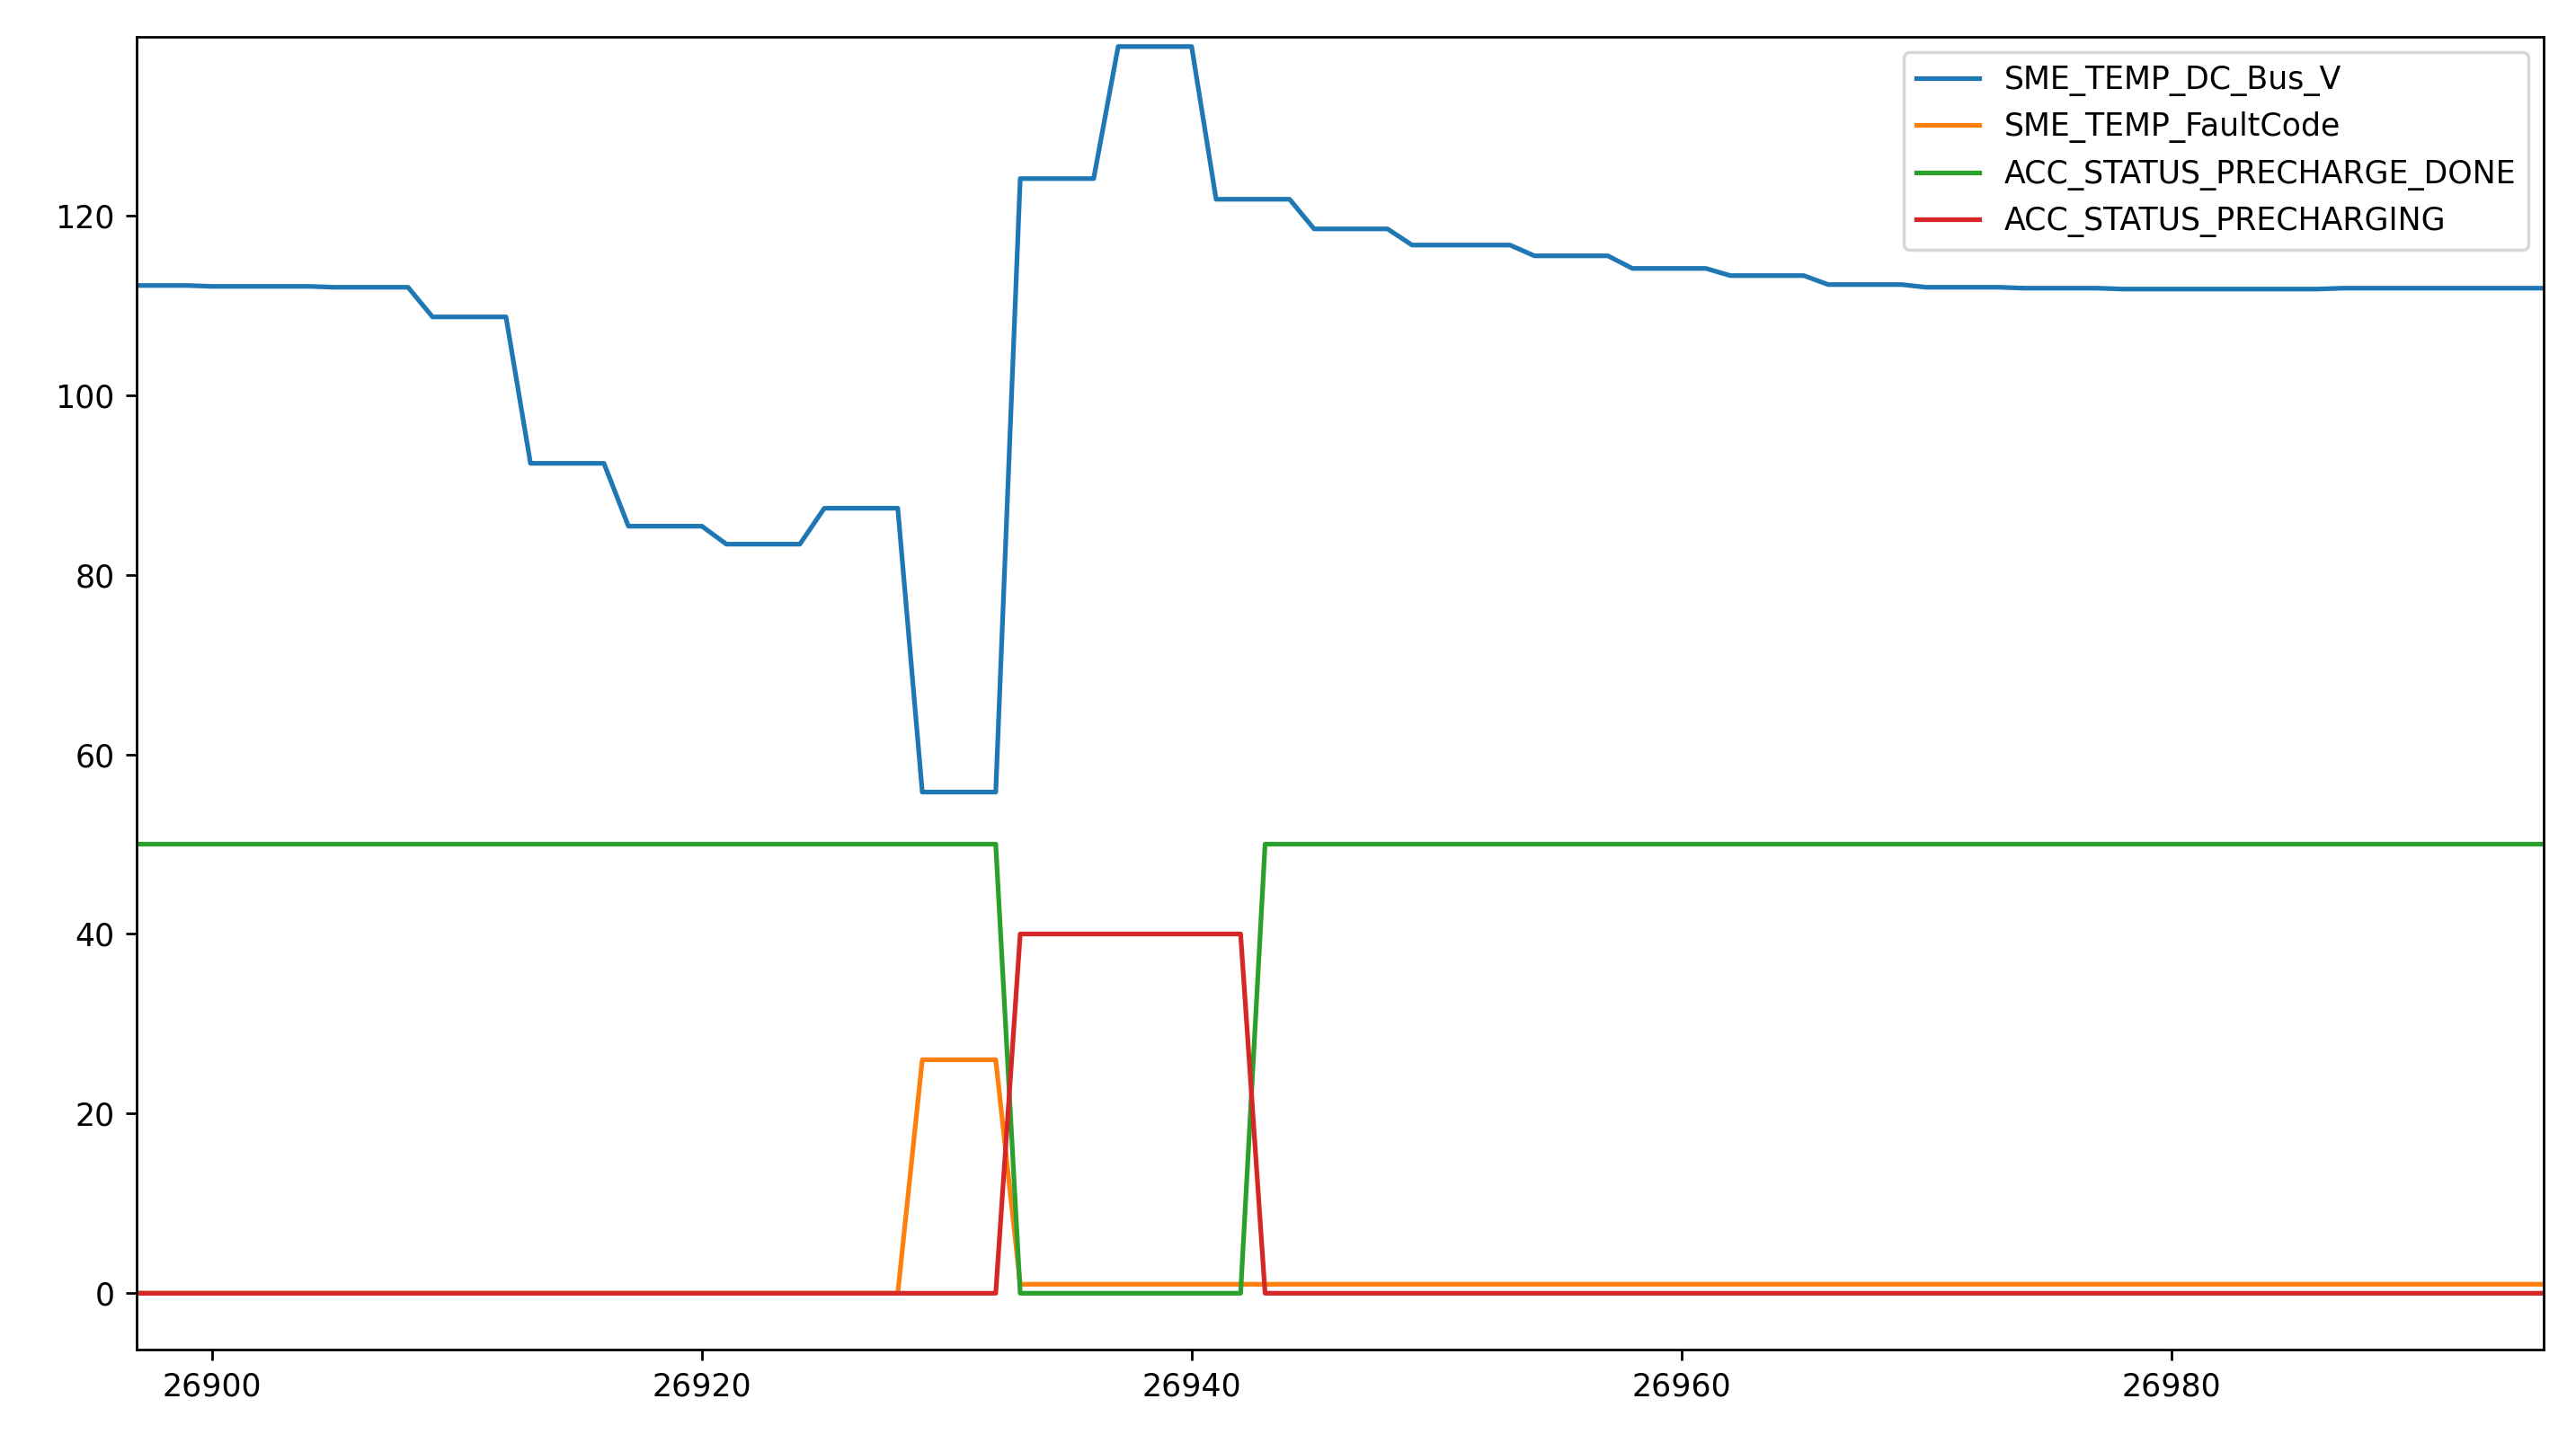 SME_TEMP_DC_Bus_V
SME_TEMP_FaultCode
ACC_STATUS_PRECHARGE_DONE
ACC_STATUS_PRECHARGING
120
100
80
60
40
20
0
26900 26920 26940 26960 26980